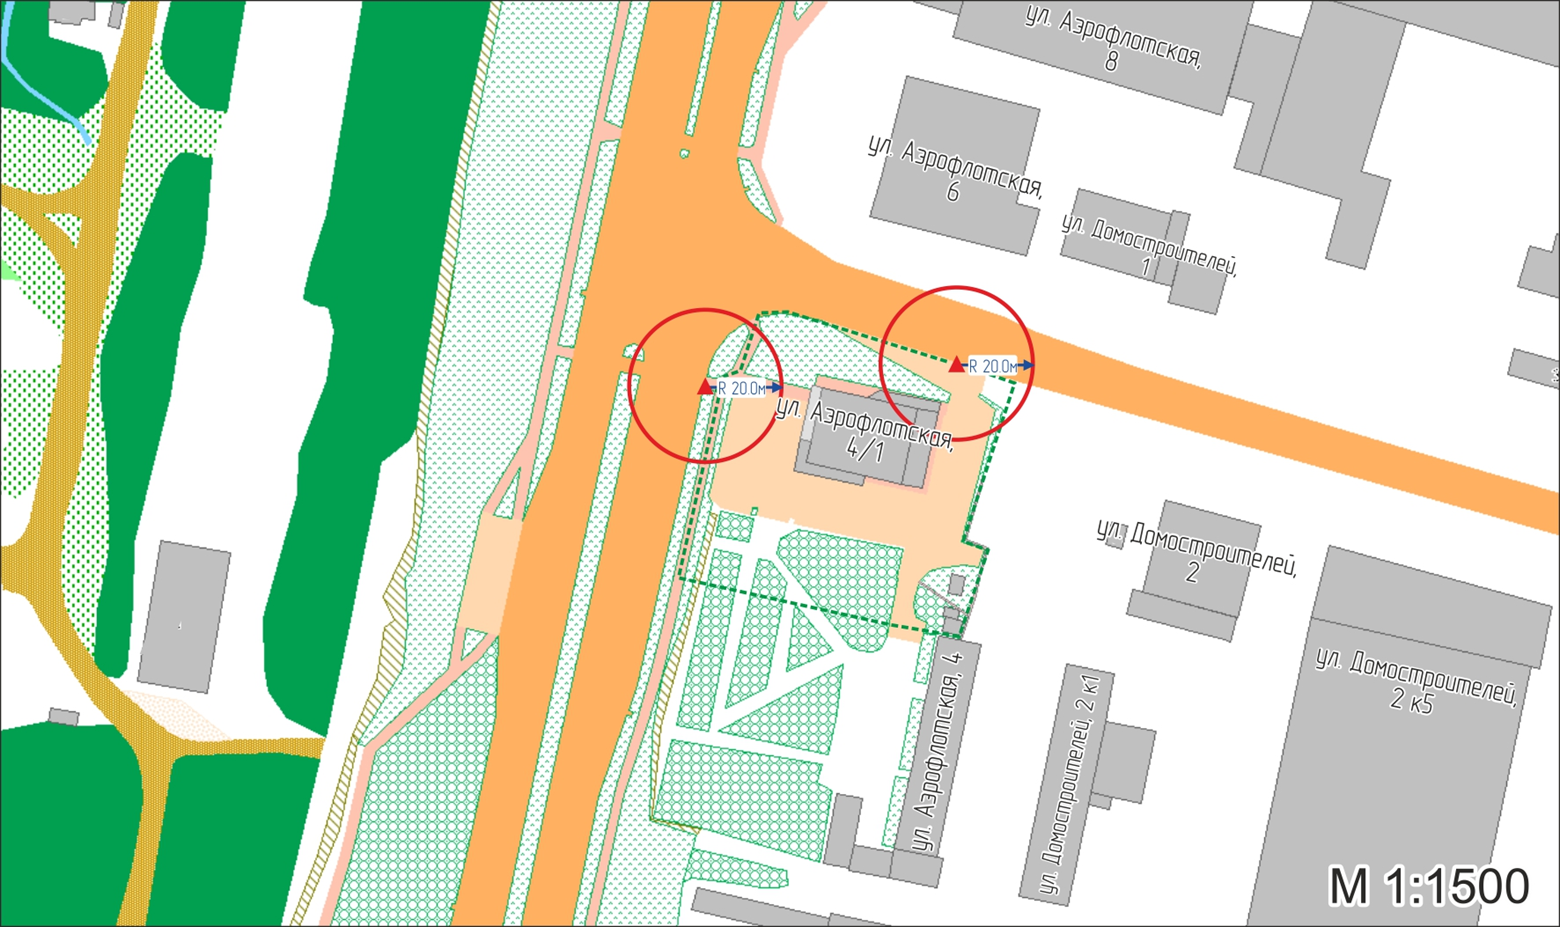 ул. Аэрофлотская,
8
ул. Аэрофлотская,
6
ул. Домостроителей,
1
R 20.0м
R 20.0м
ул. Аэрофлотская,
4/1
ул. Домостроителей,
2
ул. Домостроителей,
2 к5
ул. Аэрофлотская, 4
ул. Домостроителей, 2 к1
М 1:1500